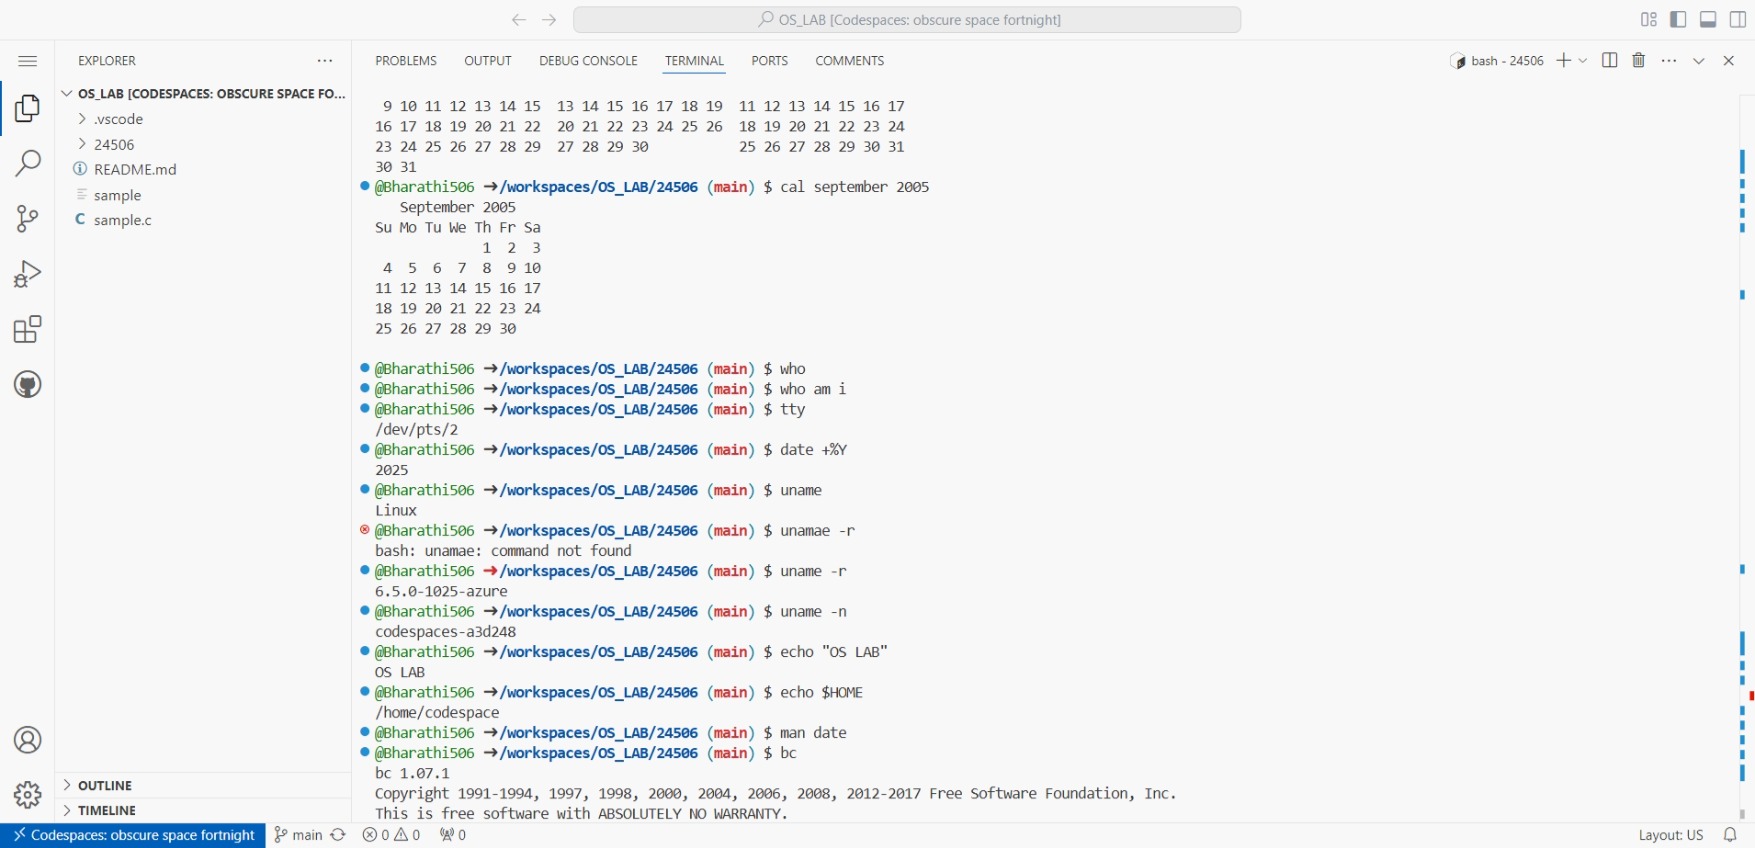 OS_LAB [Codespaces: obscure space fortnight]
EXPLORER
PROBLEMS OUTPUT DEBUG CONSOLE TERMINAL PORTS COMMENTS
bash - 24506
OS_LAB [CODESPACES: OBSCURE SPACE FO...
.vscode
24506
README.md
sample
C sample.c
9 10 11 12 13 14 15  13 14 15 16 17 18 19  11 12 13 14 15 16 17
16 17 18 19 20 21 22  20 21 22 23 24 25 26  18 19 20 21 22 23 24
23 24 25 26 27 28 29  27 28 29 30           25 26 27 28 29 30 31
30 31
@Bharathi506 ➜/workspaces/OS_LAB/24506 (main) $ cal september 2005
September 2005
Su Mo Tu We Th Fr Sa
1  2  3
4  5  6  7  8  9 10
11 12 13 14 15 16 17
18 19 20 21 22 23 24
25 26 27 28 29 30
@Bharathi506 ➜/workspaces/OS_LAB/24506 (main) $ who
@Bharathi506 ➜/workspaces/OS_LAB/24506 (main) $ who am i
@Bharathi506 ➜/workspaces/OS_LAB/24506 (main) $ tty
/dev/pts/2
@Bharathi506 ➜/workspaces/OS_LAB/24506 (main) $ date +%Y
2025
@Bharathi506 ➜/workspaces/OS_LAB/24506 (main) $ uname
Linux
@Bharathi506 ➜/workspaces/OS_LAB/24506 (main) $ unamae -r
bash: unamae: command not found
@Bharathi506 ➜/workspaces/OS_LAB/24506 (main) $ uname -r
6.5.0-1025-azure
@Bharathi506 ➜/workspaces/OS_LAB/24506 (main) $ uname -n
codespaces-a3d248
@Bharathi506 ➜/workspaces/OS_LAB/24506 (main) $ echo "OS LAB"
OS LAB
@Bharathi506 ➜/workspaces/OS_LAB/24506 (main) $ echo $HOME
/home/codespace
@Bharathi506 ➜/workspaces/OS_LAB/24506 (main) $ man date
@Bharathi506 ➜/workspaces/OS_LAB/24506 (main) $ bc
bc 1.07.1
Copyright 1991-1994, 1997, 1998, 2000, 2004, 2006, 2008, 2012-2017 Free Software Foundation, Inc.
This is free software with ABSOLUTELY NO WARRANTY.
OUTLINE
TIMELINE
Codespaces: obscure space fortnight main 0 0 0 Layout: US